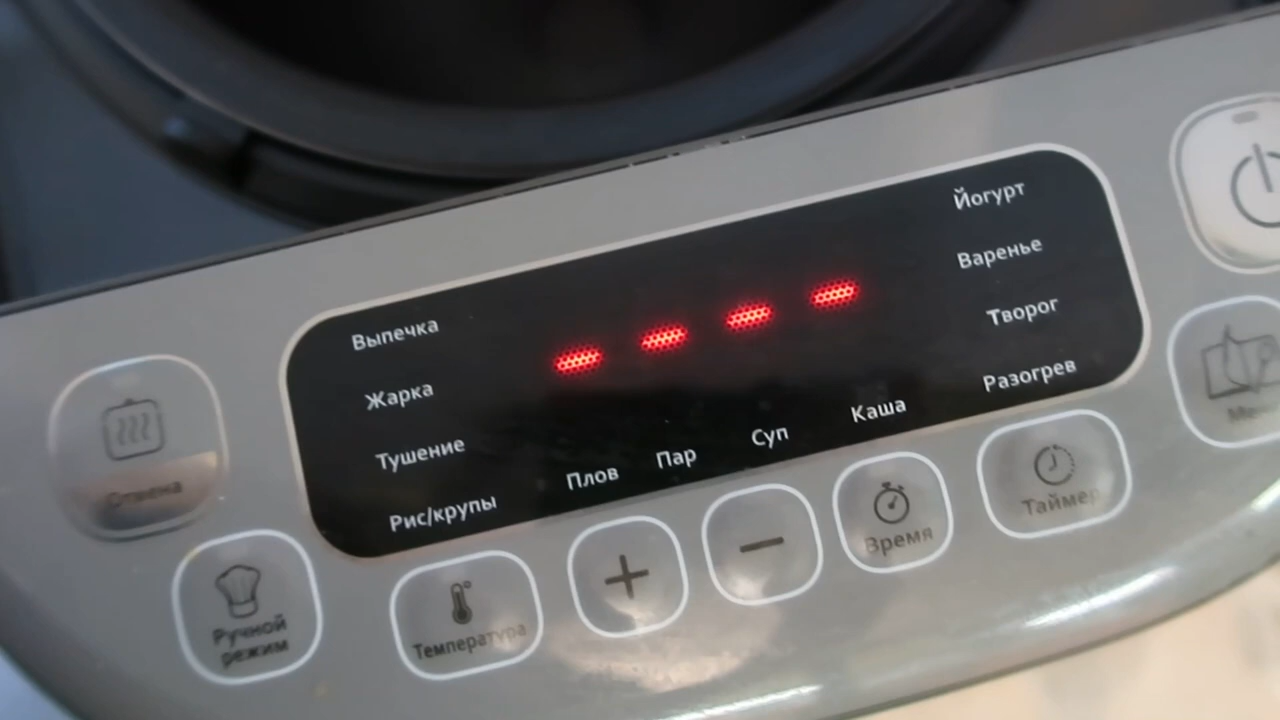 Йогурт
Выпечка
Варенье
Жарка
Творог
Тушение
Разогрев
Рис/крупы
Плов
Пар
Суп
Каша
Отмена
Ручной
режим
Температура
+
−
Время
Таймер